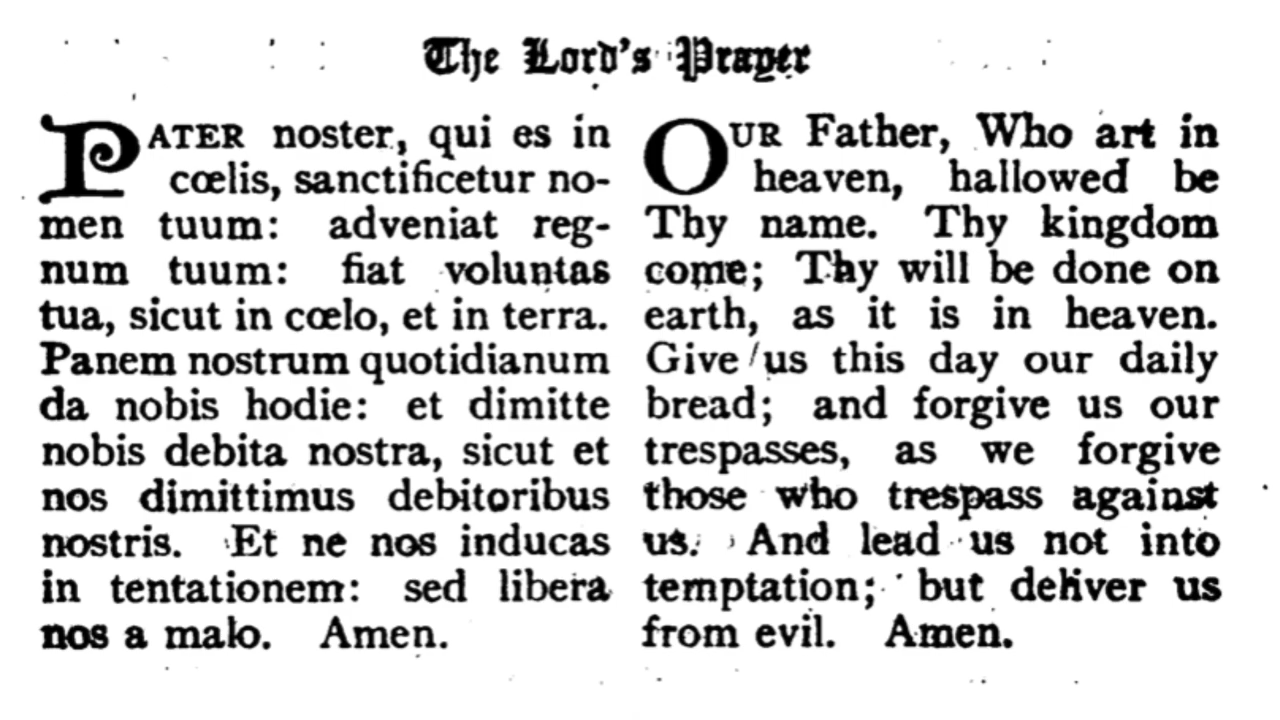 The Lord's Prayer
PATER noster, qui es in
cœlis, sanctificetur no-
men tuum: adveniat reg-
num tuum: fiat voluntas
tua, sicut in cœlo, et in terra.
Panem nostrum quotidianum
da nobis hodie: et dimitte
nobis debita nostra, sicut et
nos dimittimus debitoribus
nostris. Et ne nos inducas
in tentationem: sed libera
nos a malo. Amen.
OUR Father, Who art in
heaven, hallowed be
Thy name. Thy kingdom
come; Thy will be done on
earth, as it is in heaven.
Give us this day our daily
bread; and forgive us our
trespasses, as we forgive
those who trespass against
us. And lead us not into
temptation; but deliver us
from evil. Amen.